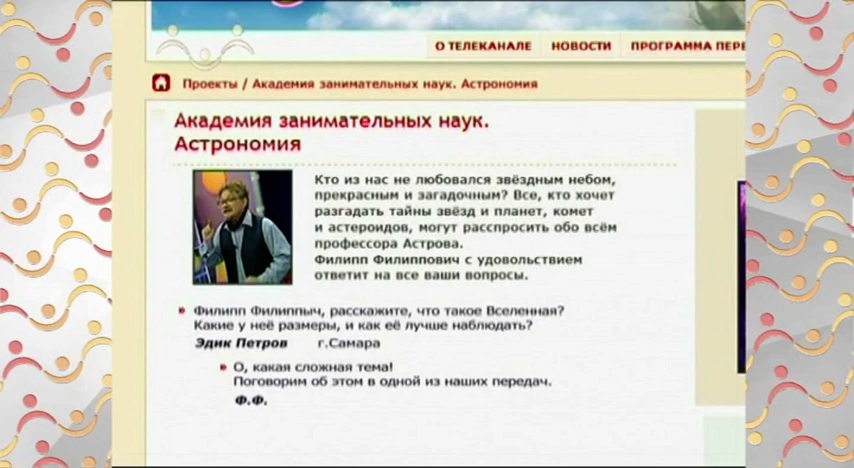 О ТЕЛЕКАНАЛЕ НОВОСТИ ПРОГРАММА
Проекты / Академия занимательных наук. Астрономия
Академия занимательных наук.
Астрономия
Кто из нас не любовался звёздным небом,
прекрасным и загадочным? Все, кто хочет
разгадать тайны звёзд и планет, комет
и астероидов, могут расспросить обо всём
профессора Астрова.
Филипп Филиппович с удовольствием
ответит на все ваши вопросы.
Филипп Филиппыч, расскажите, что такое Вселенная?
Какие у неё размеры, и как её лучше наблюдать?
Эдик Петров г.Самара
О, какая сложная тема!
Поговорим об этом в одной из наших передач.
Ф.Ф.